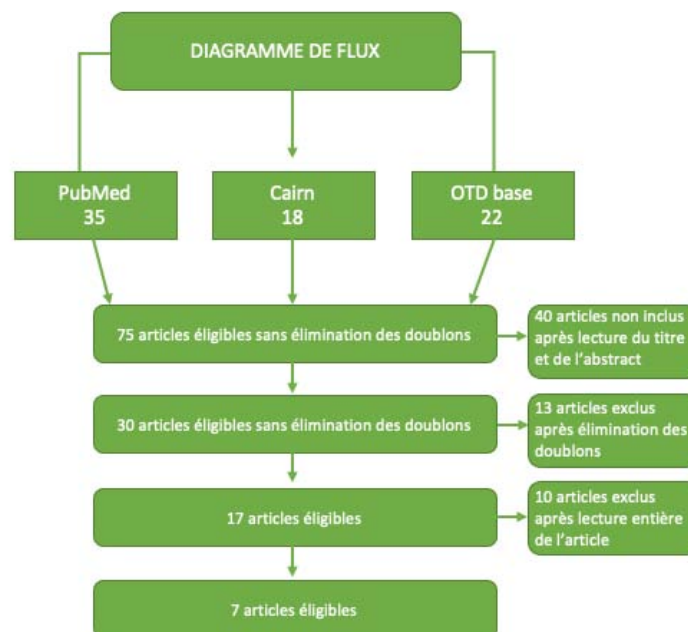 DIAGRAMME DE FLUX
PubMed
35
Cairn
18
OTD base
22
75 articles éligibles sans élimination des doublons
40 articles non inclus
après lecture du titre
et de l'abstract
30 articles éligibles sans élimination des doublons
13 articles exclus
après élimination des
doublons
17 articles éligibles
10 articles exclus
après lecture entière
de l'article
7 articles éligibles